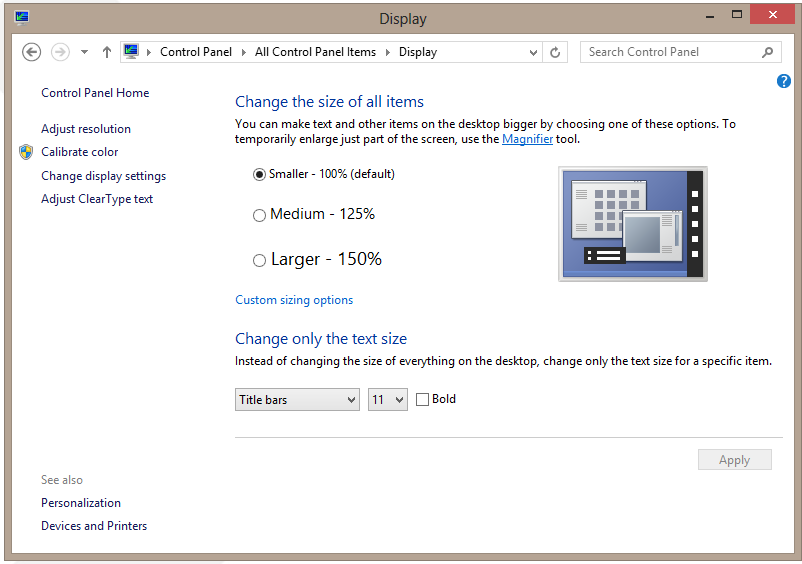 Display
Control Panel All Control Panel Items Display
Search Control Panel
Control Panel Home
Adjust resolution
Calibrate color
Change display settings
Adjust ClearType text
See also
Personalization
Devices and Printers
Change the size of all items
You can make text and other items on the desktop bigger by choosing one of these options. To
temporarily enlarge just part of the screen, use the Magnifier tool.
Smaller - 100% (default)
Medium - 125%
Larger - 150%
Custom sizing options
Change only the text size
Instead of changing the size of everything on the desktop, change only the text size for a specific item.
Title bars 11 Bold
Apply